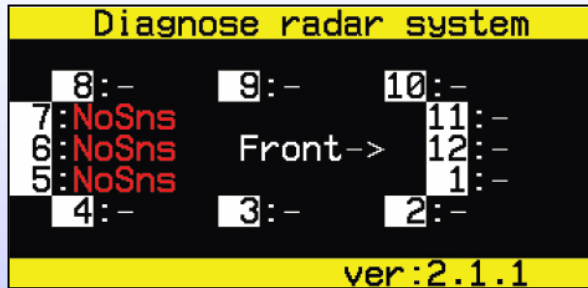 Diagnose radar system
8:- 9:- 10:-
7:NoSns 11:-
6:NoSns Front-> 12:-
5:NoSns 1:-
4:- 3:- 2:-
ver:2.1.1